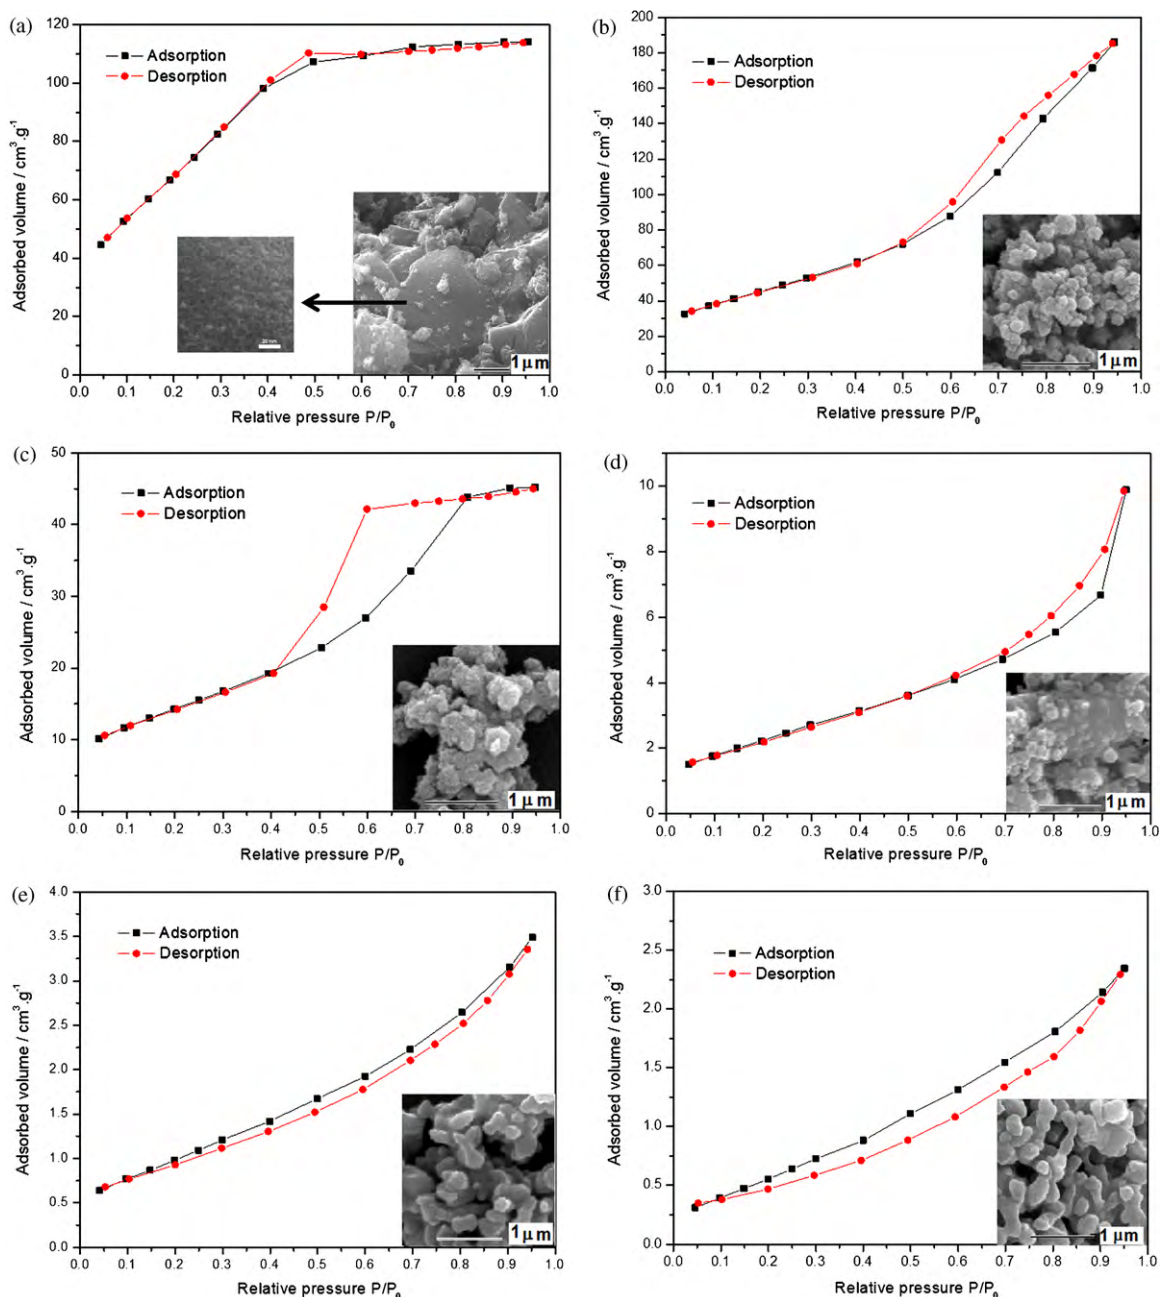 (a)
120
100
80
60
40
20
0
Adsorbed volume / cm³.g⁻¹
Adsorption
Desorption
20 nm
1 µm
0.0 0.1 0.2 0.3 0.4 0.5 0.6 0.7 0.8 0.9 1.0
Relative pressure P/P₀
(b)
200
180
160
140
120
100
80
60
40
20
0
Adsorbed volume / cm³.g⁻¹
Adsorption
Desorption
1 µm
0.0 0.1 0.2 0.3 0.4 0.5 0.6 0.7 0.8 0.9 1.0
Relative pressure P/P₀
(c)
50
40
30
20
10
0
Adsorbed volume / cm³.g⁻¹
Adsorption
Desorption
1 µm
0.0 0.1 0.2 0.3 0.4 0.5 0.6 0.7 0.8 0.9 1.0
Relative pressure P/P₀
(d)
10
8
6
4
2
0
Adsorbed volume / cm³.g⁻¹
Adsorption
Desorption
1 µm
0.0 0.1 0.2 0.3 0.4 0.5 0.6 0.7 0.8 0.9 1.0
Relative pressure P/P₀
(e)
4.0
3.5
3.0
2.5
2.0
1.5
1.0
0.5
0.0
Adsorbed volume / cm³.g⁻¹
Adsorption
Desorption
1 µm
0.0 0.1 0.2 0.3 0.4 0.5 0.6 0.7 0.8 0.9 1.0
Relative pressure P/P₀
(f)
3.0
2.5
2.0
1.5
1.0
0.5
0.0
Adsorbed volume / cm³.g⁻¹
Adsorption
Desorption
1 µm
0.0 0.1 0.2 0.3 0.4 0.5 0.6 0.7 0.8 0.9 1.0
Relative pressure P/P₀